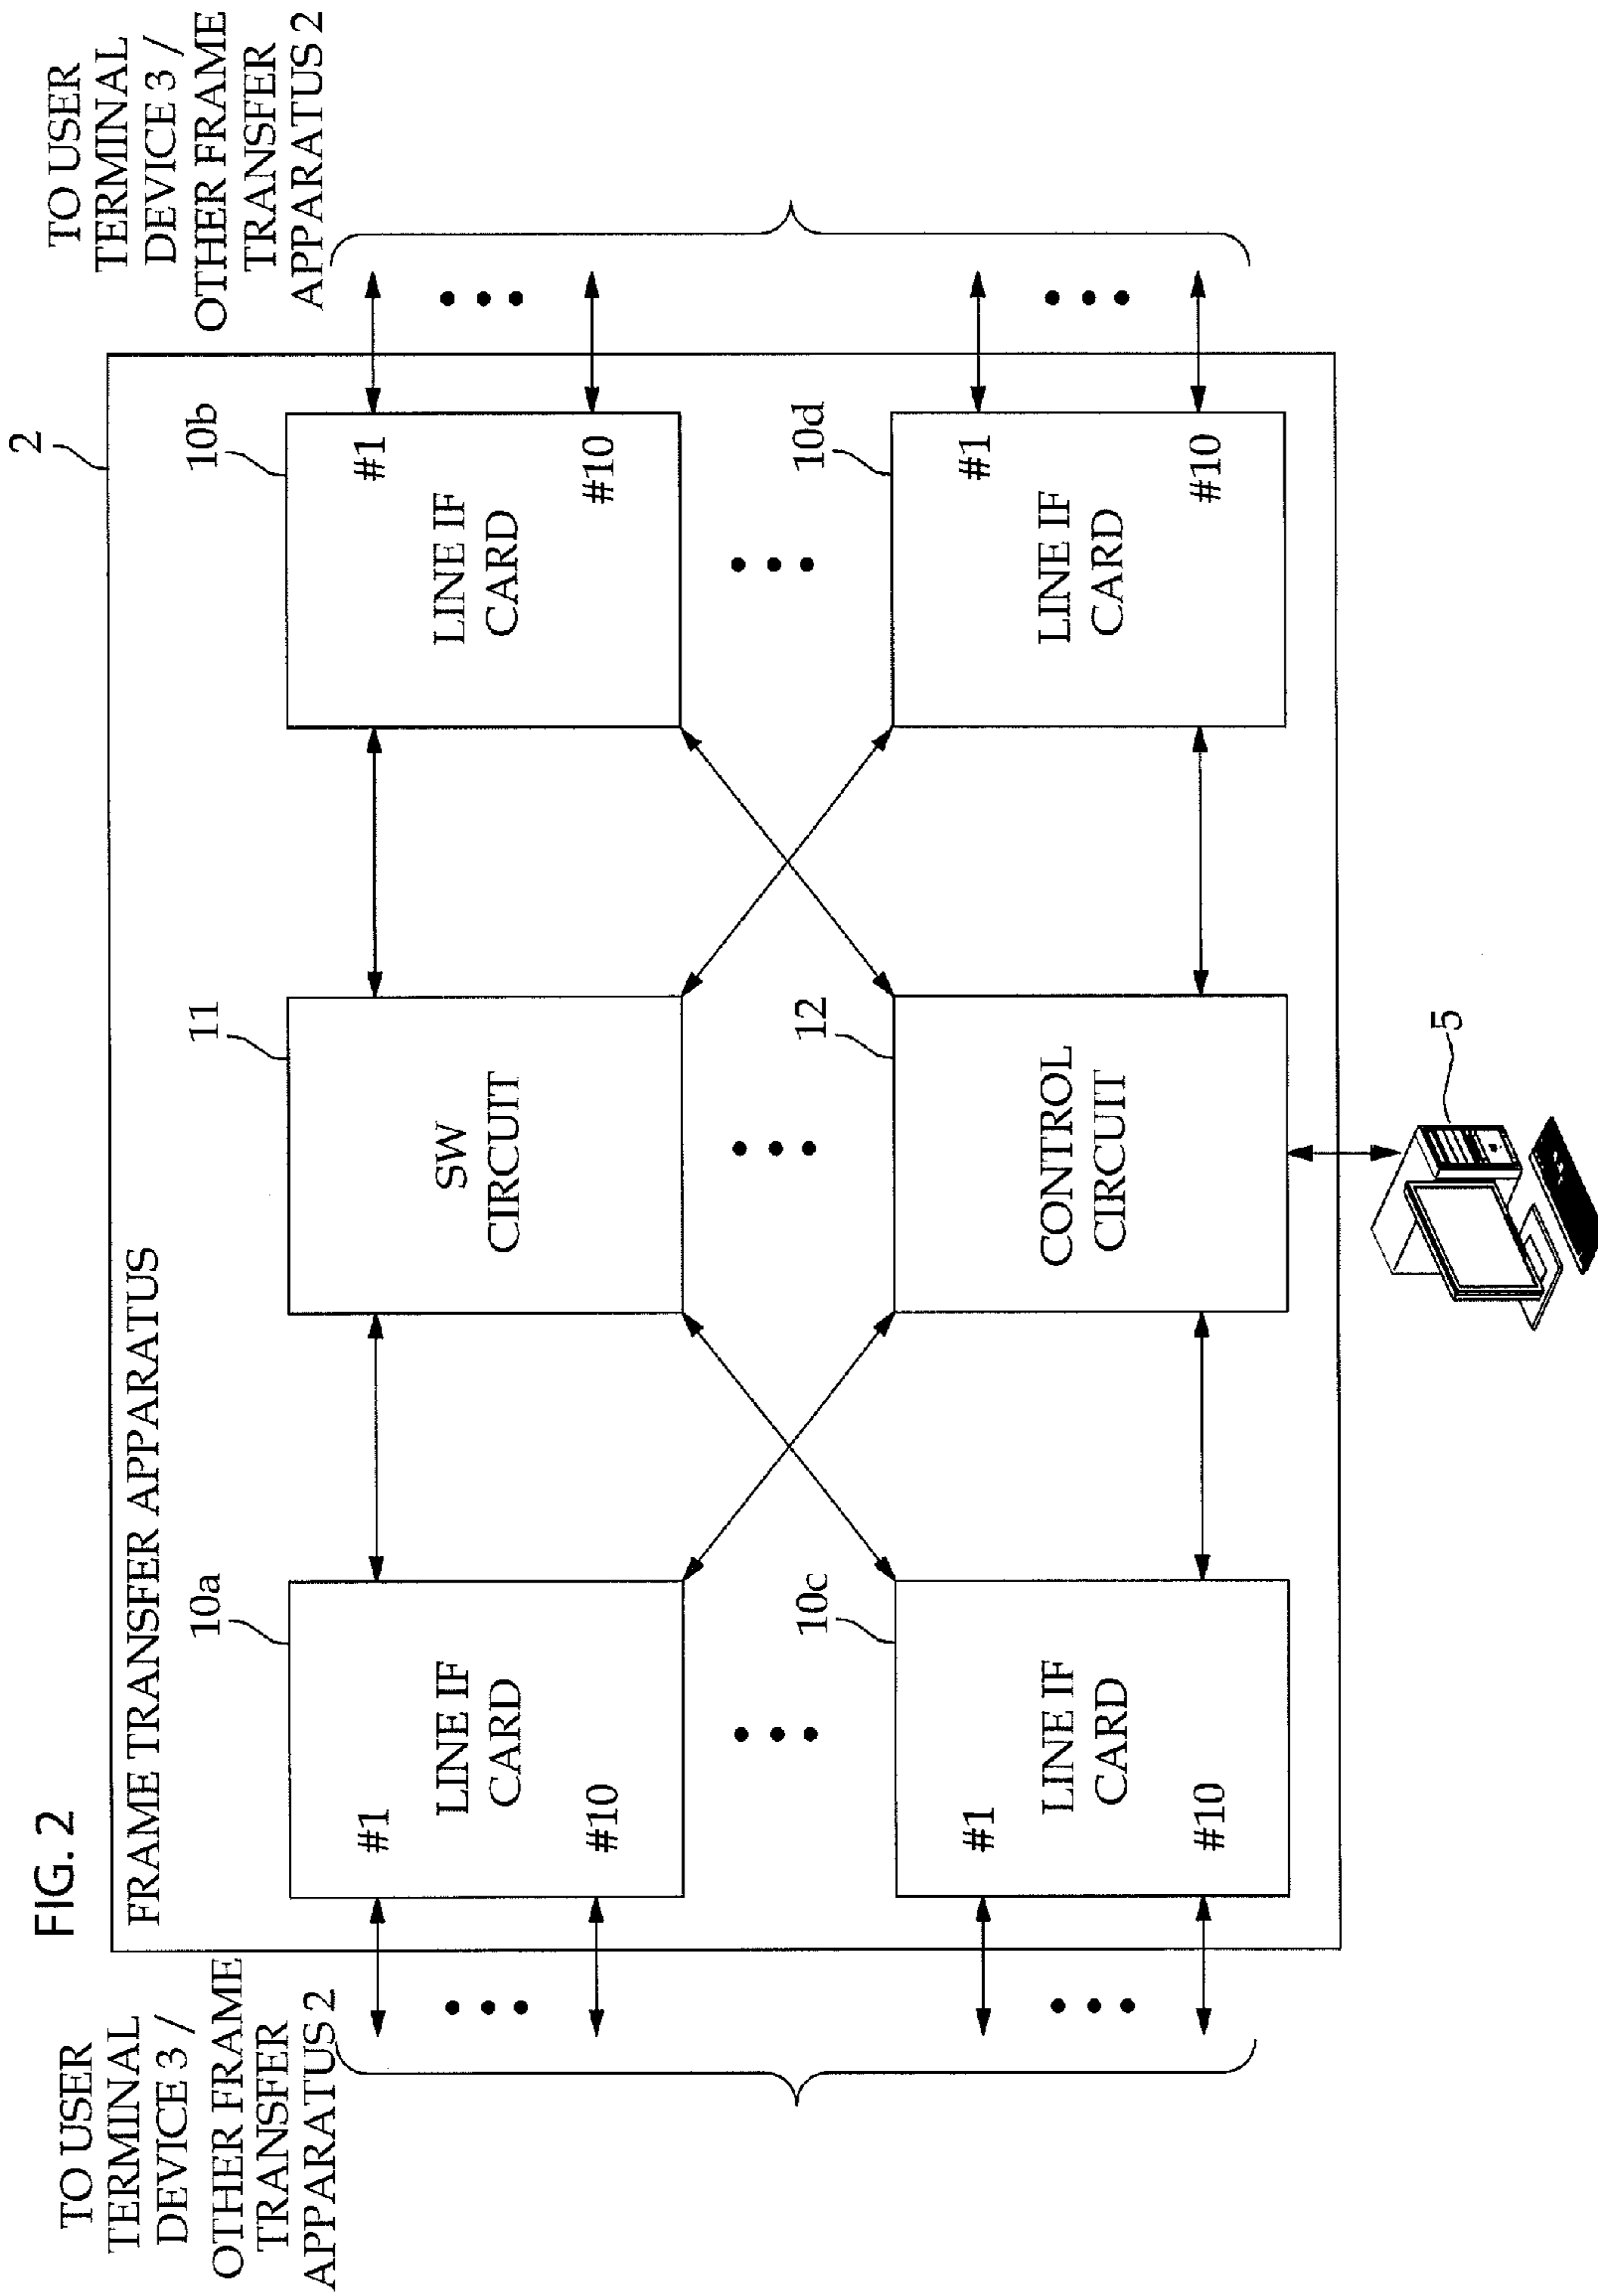 FIG. 2
TO USER
TERMINAL
DEVICE 3 /
OTHER FRAME
TRANSFER
APPARATUS 2
FRAME TRANSFER APPARATUS
2
TO USER
TERMINAL
DEVICE 3 /
OTHER FRAME
TRANSFER
APPARATUS 2
10a
#1
LINE IF
CARD
#10
11
SW
CIRCUIT
10b
#1
LINE IF
CARD
#10
10c
#1
LINE IF
CARD
#10
12
CONTROL
CIRCUIT
10d
#1
LINE IF
CARD
#10
5